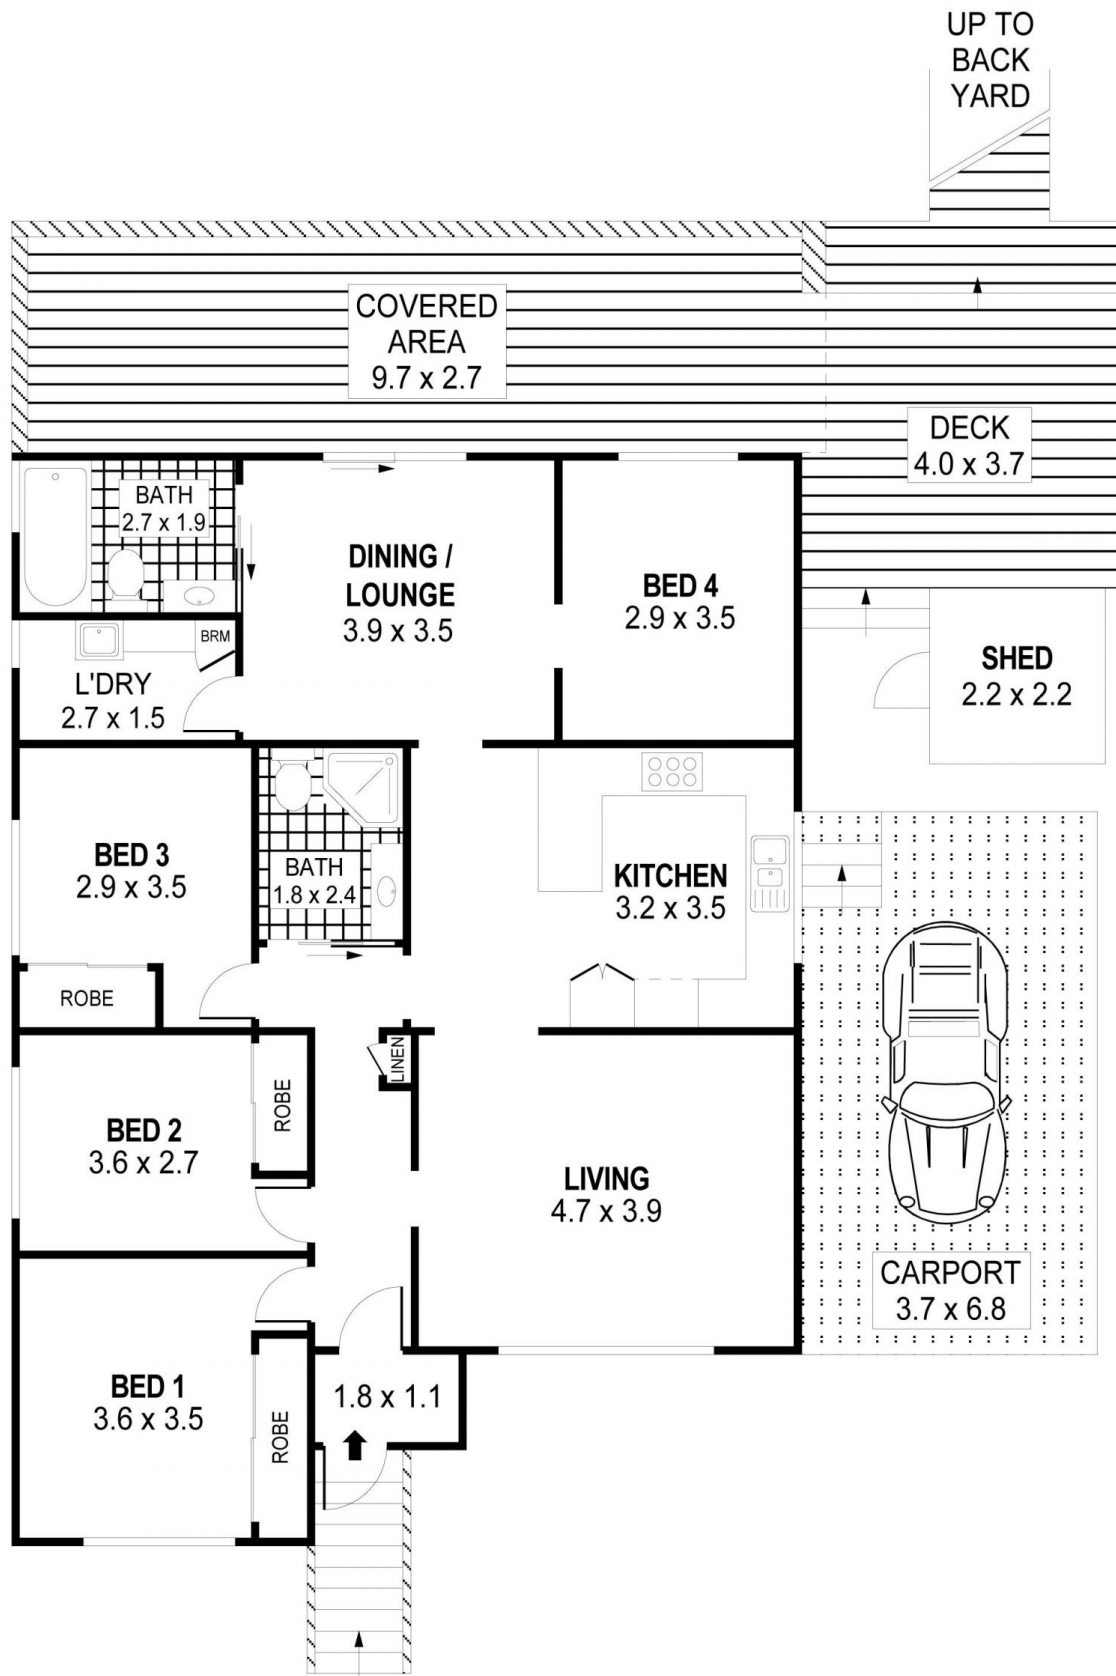 UP TO
BACK
YARD
COVERED
AREA
9.7 x 2.7
DECK
4.0 x 3.7
BATH
2.7 x 1.9
DINING /
LOUNGE
3.9 x 3.5
BED 4
2.9 x 3.5
BRM
L'DRY
2.7 x 1.5
SHED
2.2 x 2.2
BED 3
2.9 x 3.5
BATH
1.8 x 2.4
KITCHEN
3.2 x 3.5
ROBE
LINEN
ROBE
BED 2
3.6 x 2.7
LIVING
4.7 x 3.9
CARPORT
3.7 x 6.8
BED 1
3.6 x 3.5
ROBE
1.8 x 1.1